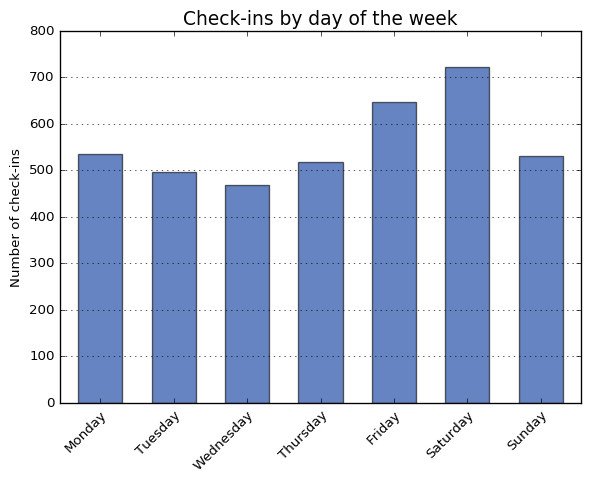 Check-ins by day of the week
Number of check-ins
800
700
600
500
400
300
200
100
0
Monday
Tuesday
Wednesday
Thursday
Friday
Saturday
Sunday